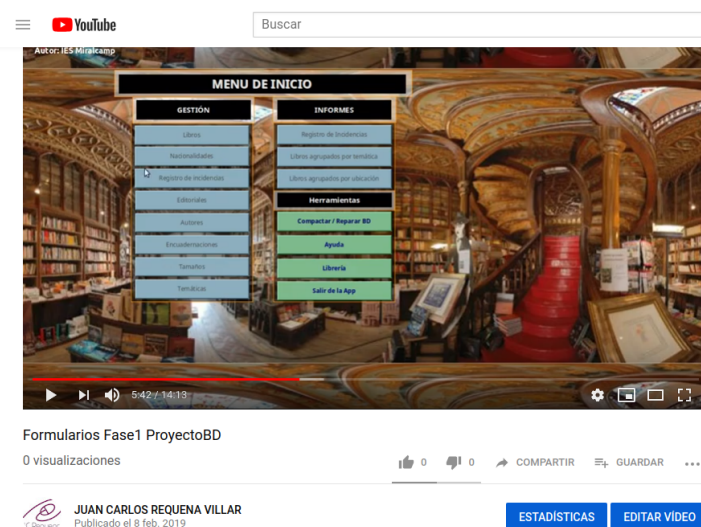 YouTube
Buscar
Autor: IES Miralcamp
MENU DE INICIO
GESTIÓN
INFORMES
Libros
Registro de Incidencias
Nacionalidades
Libros agrupados por temática
Registro de incidencias
Libros agrupados por ubicación
Editoriales
Herramientas
Autores
Compactar / Reparar BD
Encuadernaciones
Ayuda
Tamaños
Librería
Temáticas
Salir de la App
5:42 / 14:13
Formularios Fase1 ProyectoBD
0 visualizaciones
0
0
COMPARTIR
GUARDAR
JUAN CARLOS REQUENA VILLAR
Publicado el 8 feb. 2019
ESTADÍSTICAS
EDITAR VÍDEO